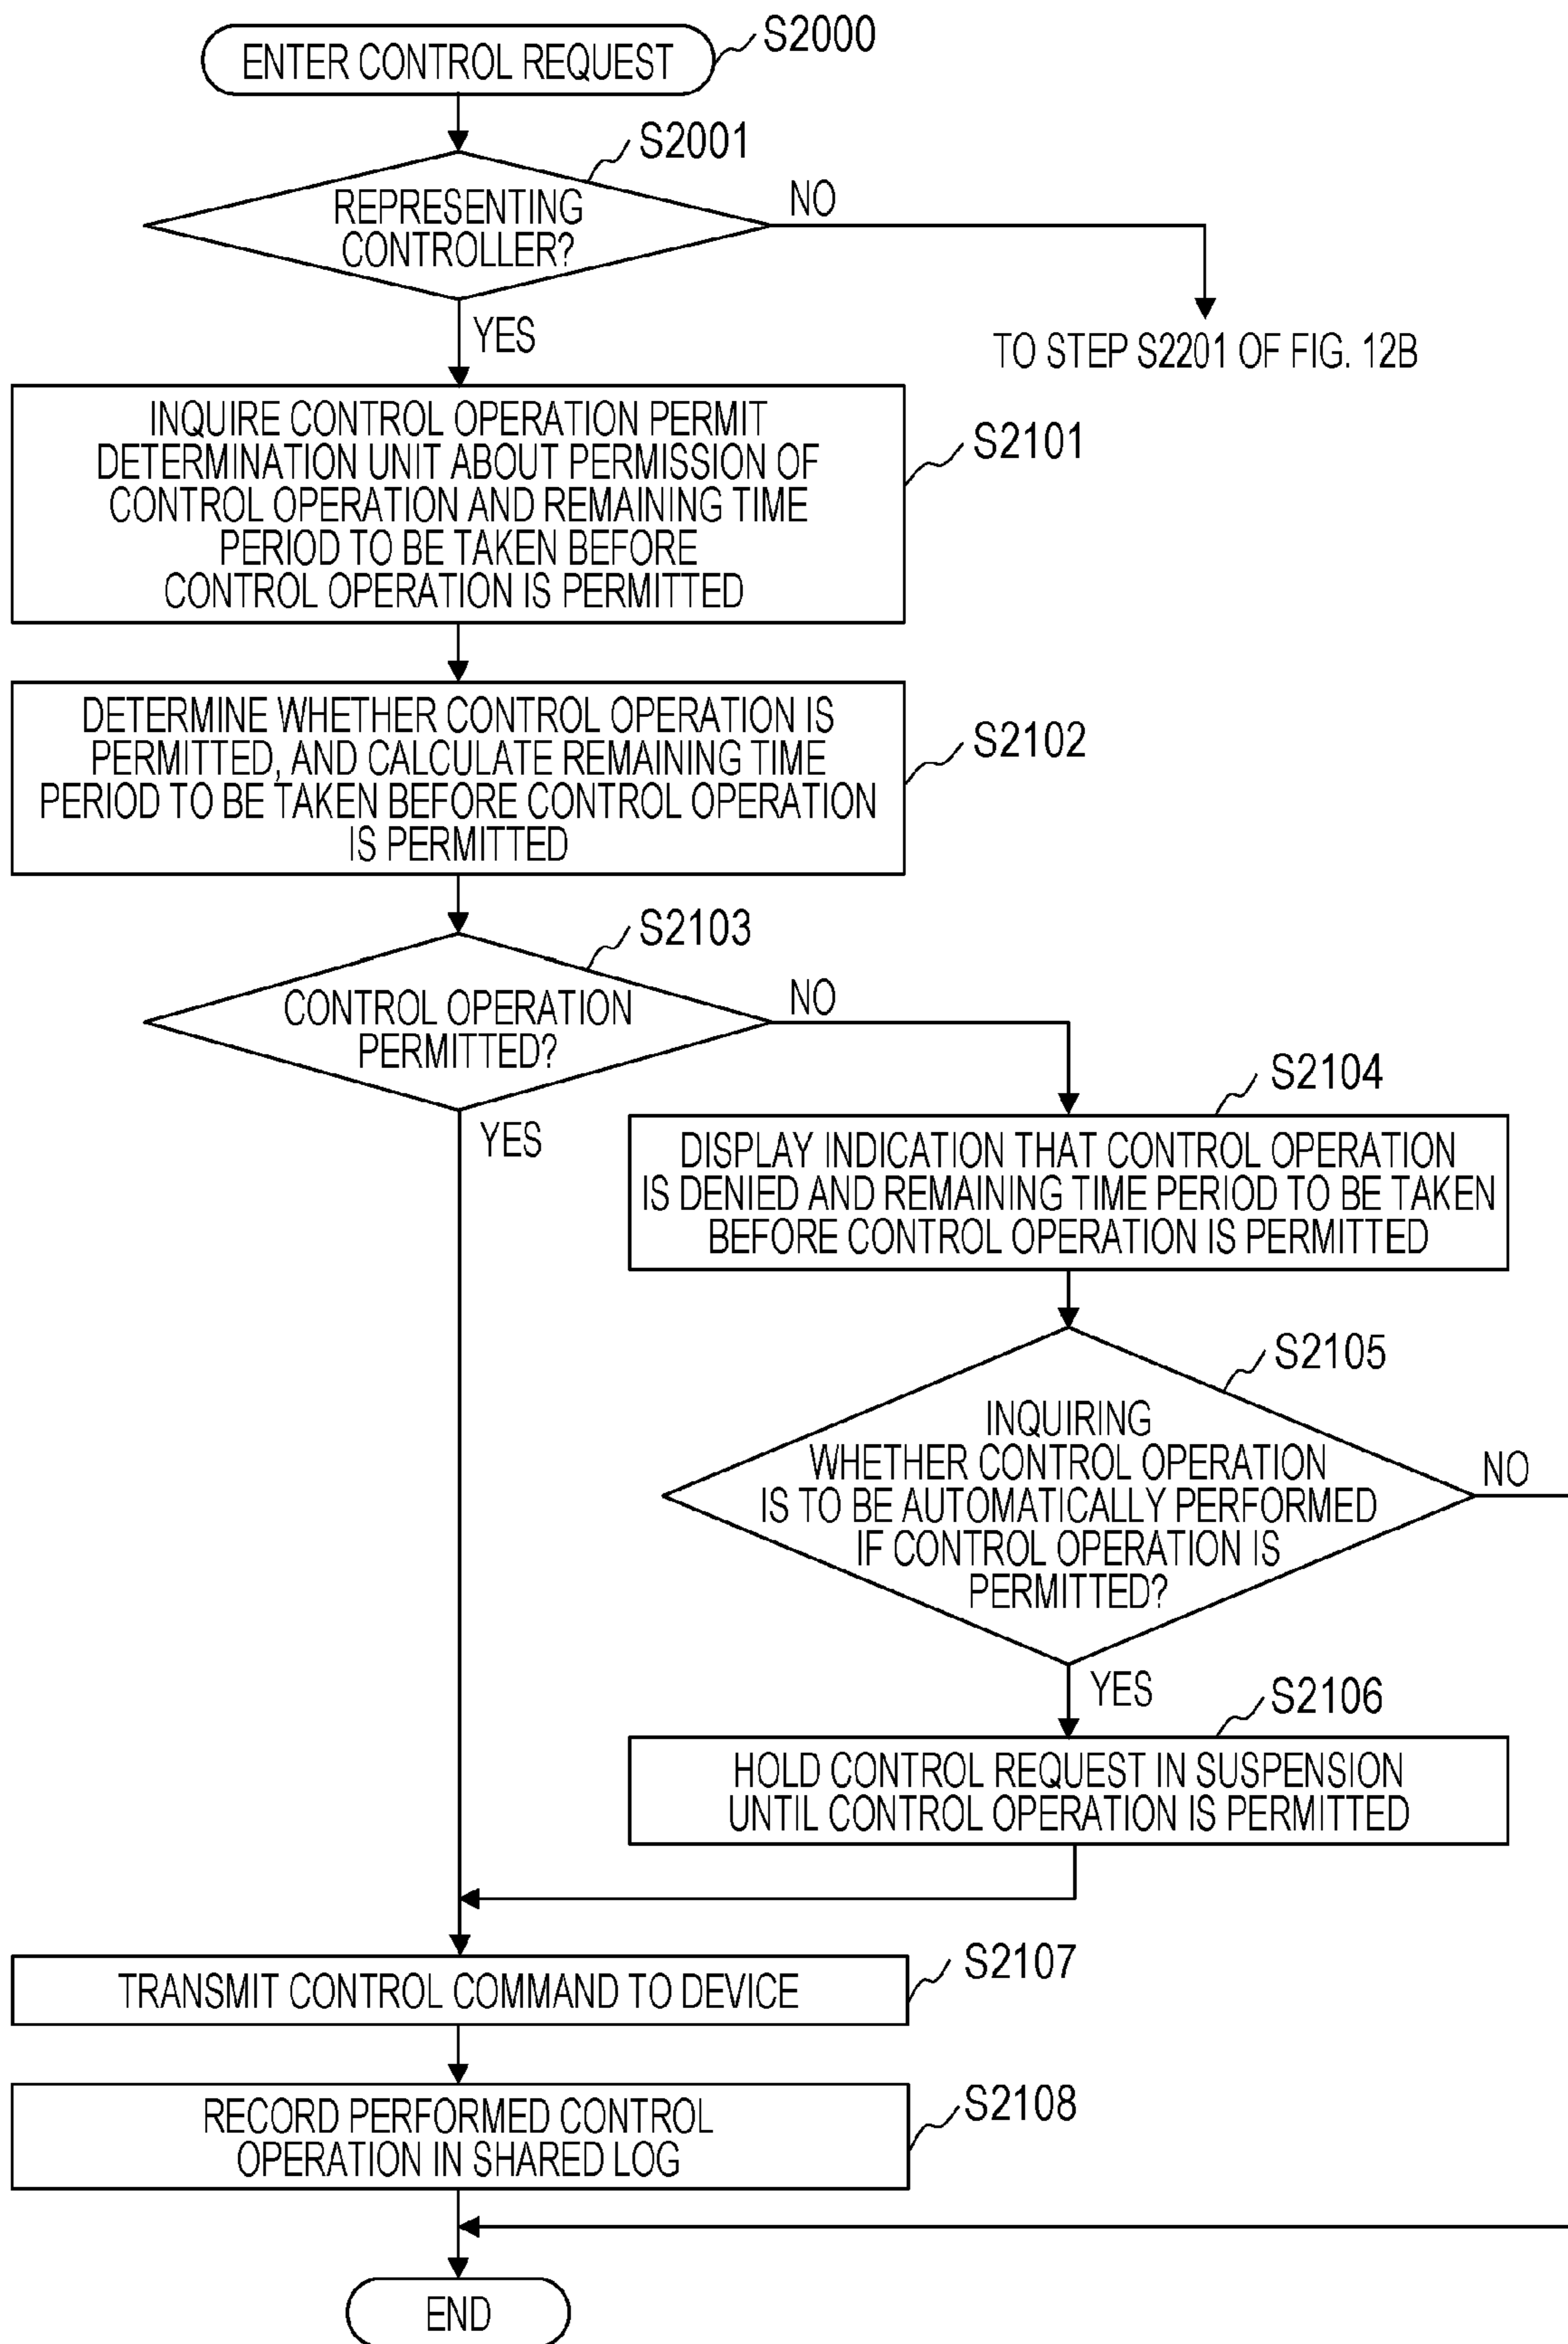 S2000
ENTER CONTROL REQUEST
S2001
REPRESENTING
CONTROLLER?
NO
YES
TO STEP S2201 OF FIG. 12B
INQUIRE CONTROL OPERATION PERMIT
DETERMINATION UNIT ABOUT PERMISSION OF
CONTROL OPERATION AND REMAINING TIME
PERIOD TO BE TAKEN BEFORE
CONTROL OPERATION IS PERMITTED
S2101
DETERMINE WHETHER CONTROL OPERATION IS
PERMITTED, AND CALCULATE REMAINING TIME
PERIOD TO BE TAKEN BEFORE CONTROL OPERATION
IS PERMITTED
S2102
S2103
CONTROL OPERATION
PERMITTED?
NO
YES
S2104
DISPLAY INDICATION THAT CONTROL OPERATION
IS DENIED AND REMAINING TIME PERIOD TO BE TAKEN
BEFORE CONTROL OPERATION IS PERMITTED
S2105
INQUIRING
WHETHER CONTROL OPERATION
IS TO BE AUTOMATICALLY PERFORMED
IF CONTROL OPERATION IS
PERMITTED?
NO
YES
S2106
HOLD CONTROL REQUEST IN SUSPENSION
UNTIL CONTROL OPERATION IS PERMITTED
S2107
TRANSMIT CONTROL COMMAND TO DEVICE
S2108
RECORD PERFORMED CONTROL
OPERATION IN SHARED LOG
END